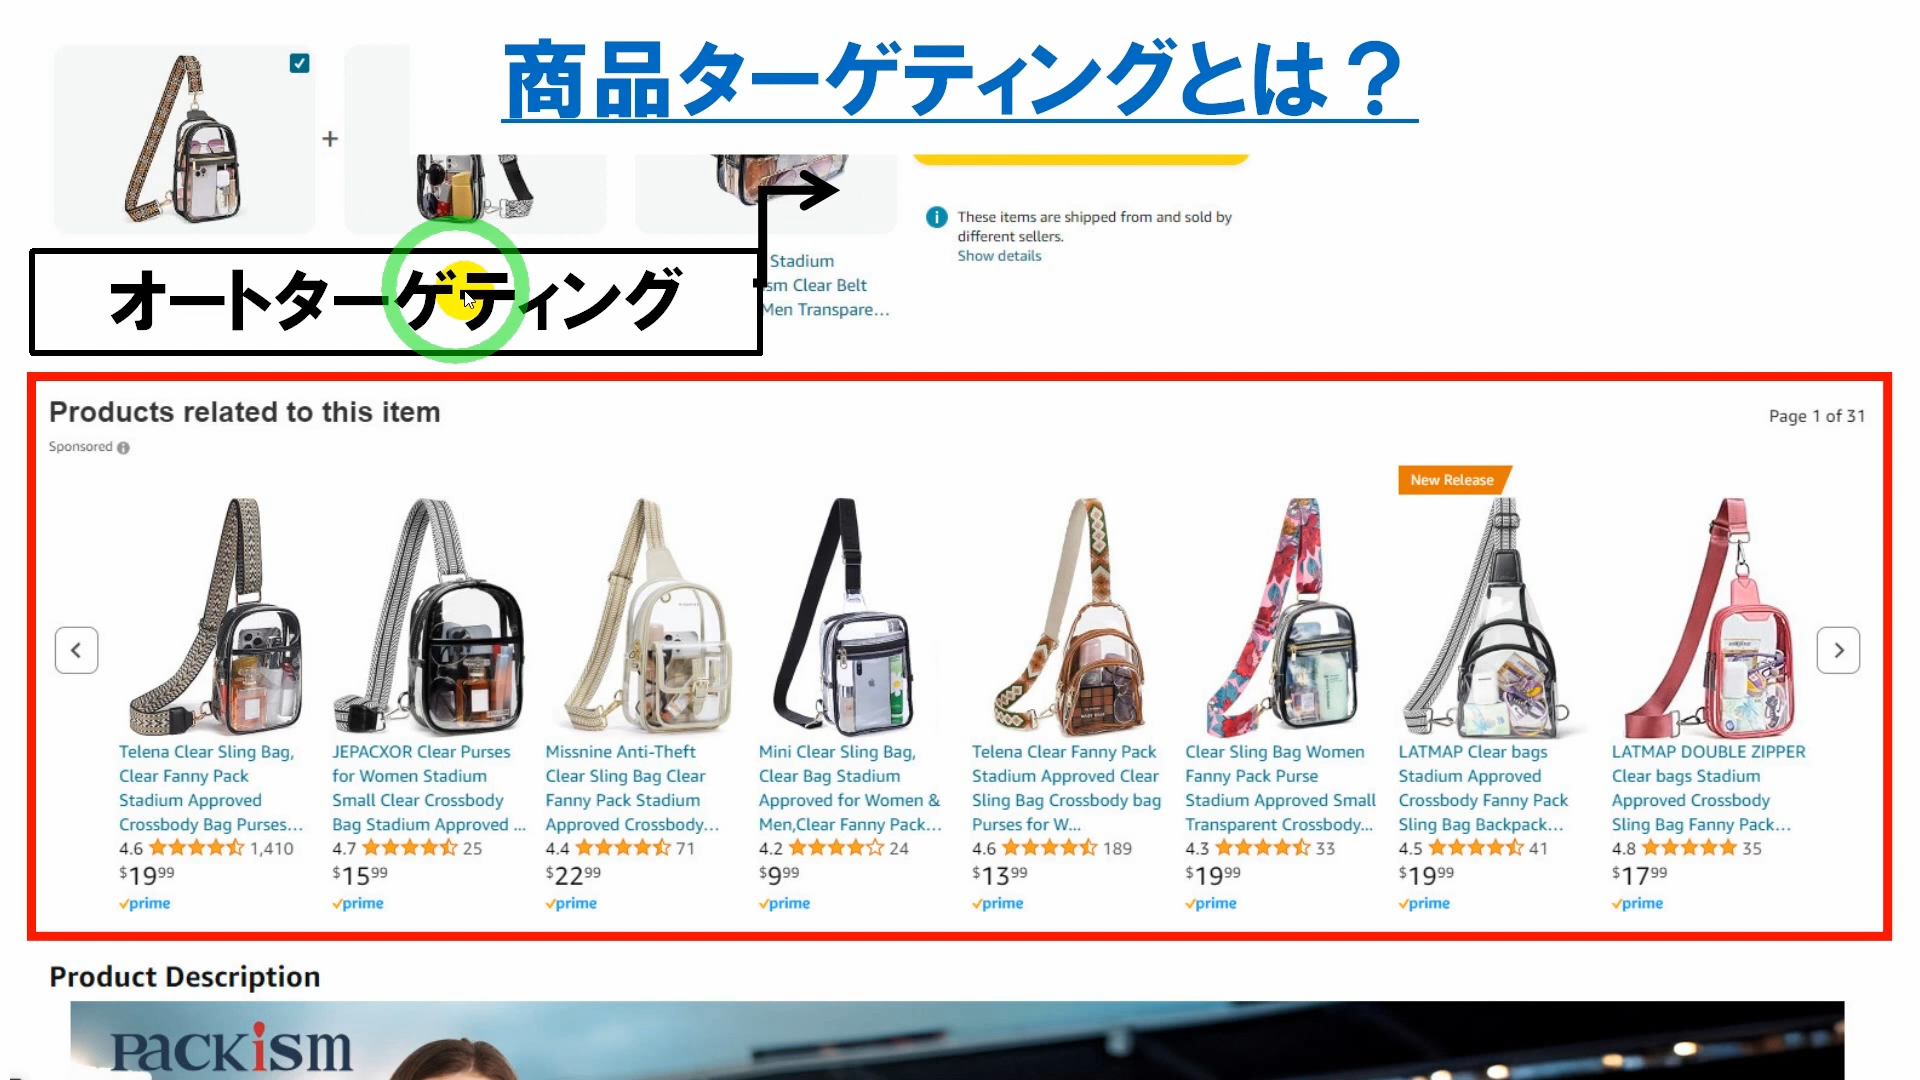 商品ターゲティングとは？
+
These items are shipped from and sold by
different sellers.
Show details
Stadium
sm Clear Belt
Men Transpare...
オートターゲティング
Products related to this item
Page 1 of 31
Sponsored
New Release
Telena Clear Sling Bag,
Clear Fanny Pack
Stadium Approved
Crossbody Bag Purses...
4.6 1,410
$19.99
prime
JEPACXOR Clear Purses
for Women Stadium
Small Clear Crossbody
Bag Stadium Approved ...
4.7 25
$15.99
prime
Missnine Anti-Theft
Clear Sling Bag Clear
Fanny Pack Stadium
Approved Crossbody...
4.4 71
$22.99
prime
Mini Clear Sling Bag,
Clear Bag Stadium
Approved for Women &
Men,Clear Fanny Pack...
4.2 24
$9.99
prime
Telena Clear Fanny Pack
Stadium Approved Clear
Sling Bag Crossbody bag
Purses for W...
4.6 189
$13.99
prime
Clear Sling Bag Women
Fanny Pack Purse
Stadium Approved Small
Transparent Crossbody...
4.3 33
$19.99
prime
LATMAP Clear bags
Stadium Approved
Crossbody Fanny Pack
Sling Bag Backpack...
4.5 41
$19.99
prime
LATMAP DOUBLE ZIPPER
Clear bags Stadium
Approved Crossbody
Sling Bag Fanny Pack...
4.8 35
$17.99
prime
Product Description
PACKiSM